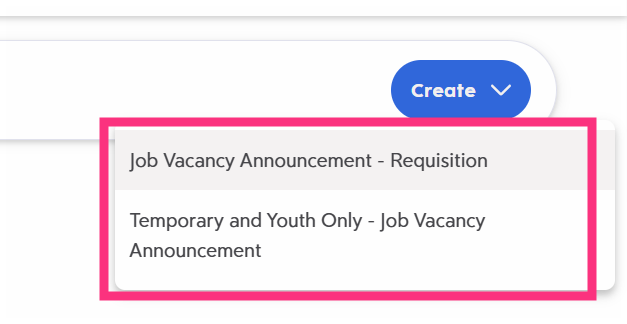 Create
Job Vacancy Announcement - Requisition
Temporary and Youth Only - Job Vacancy
Announcement